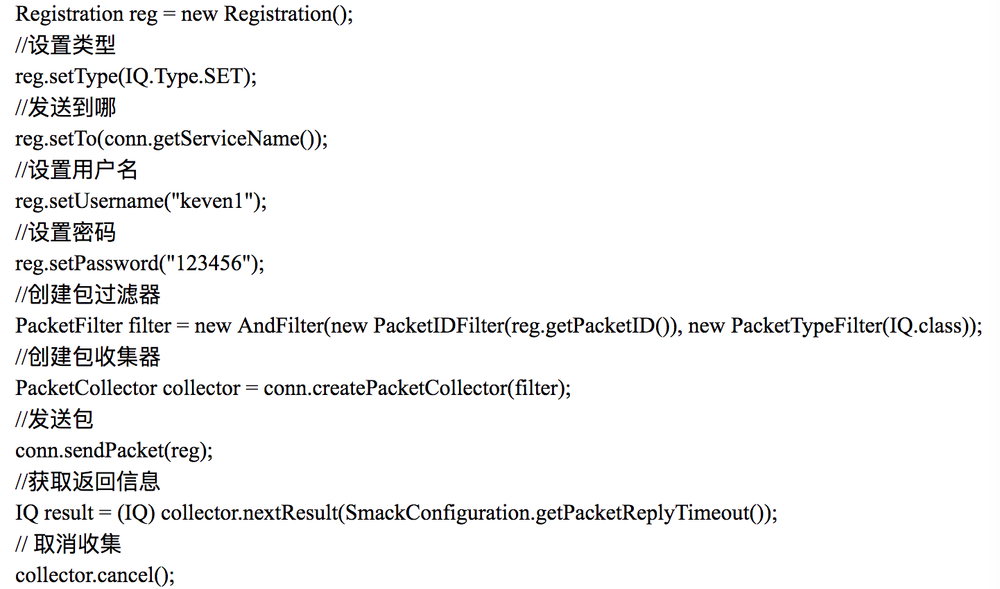 Registration reg = new Registration();
//设置类型
reg.setType(IQ.Type.SET);
//发送到哪
reg.setTo(conn.getServiceName());
//设置用户名
reg.setUsername("keven1");
//设置密码
reg.setPassword("123456");
//创建包过滤器
PacketFilter filter = new AndFilter(new PacketIDFilter(reg.getPacketID()), new PacketTypeFilter(IQ.class));
//创建包收集器
PacketCollector collector = conn.createPacketCollector(filter);
//发送包
conn.sendPacket(reg);
//获取返回信息
IQ result = (IQ) collector.nextResult(SmackConfiguration.getPacketReplyTimeout());
// 取消收集
collector.cancel();